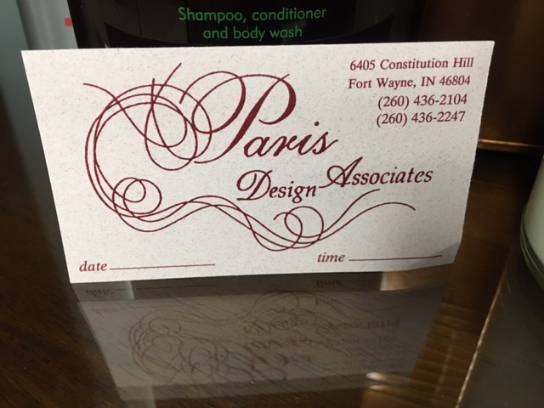 Shampoo, conditioner
and body wash
6405 Constitution Hill
Fort Wayne, IN 46804
(260) 436-2104
(260) 436-2247
Paris
Design Associates
date
time